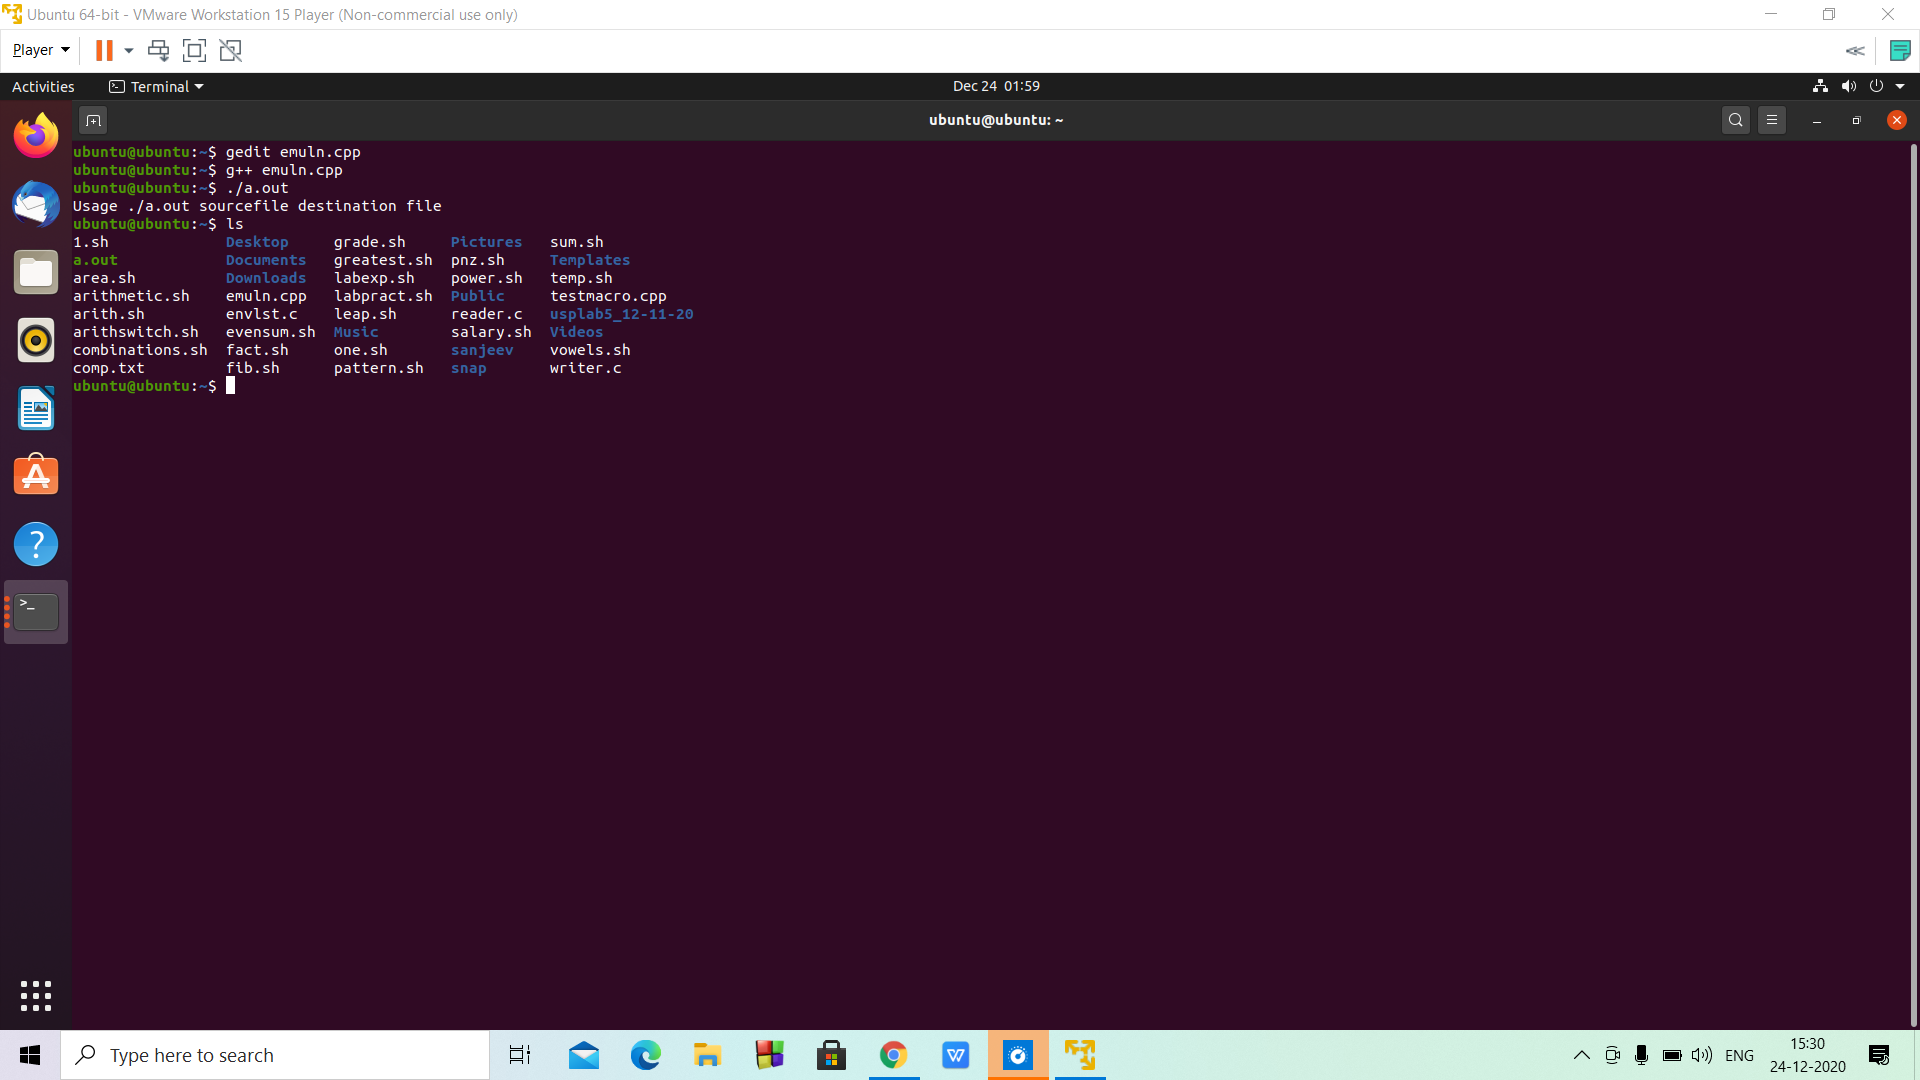 Ubuntu 64-bit - VMware Workstation 15 Player (Non-commercial use only)
Player
Activities Terminal Dec 24 01:59
ubuntu@ubuntu: ~
ubuntu@ubuntu:~$ gedit emuln.cpp
ubuntu@ubuntu:~$ g++ emuln.cpp
ubuntu@ubuntu:~$ ./a.out
Usage ./a.out sourcefile destination file
ubuntu@ubuntu:~$ ls
1.sh Desktop grade.sh Pictures sum.sh
a.out Documents greatest.sh pnz.sh Templates
area.sh Downloads labexp.sh power.sh temp.sh
arithmetic.sh emuln.cpp labpract.sh Public testmacro.cpp
arith.sh envlst.c leap.sh reader.c usplab5_12-11-20
arithswitch.sh evensum.sh Music salary.sh Videos
combinations.sh fact.sh one.sh sanjeev vowels.sh
comp.txt fib.sh pattern.sh snap writer.c
ubuntu@ubuntu:~$
Type here to search
ENG
15:30
24-12-2020